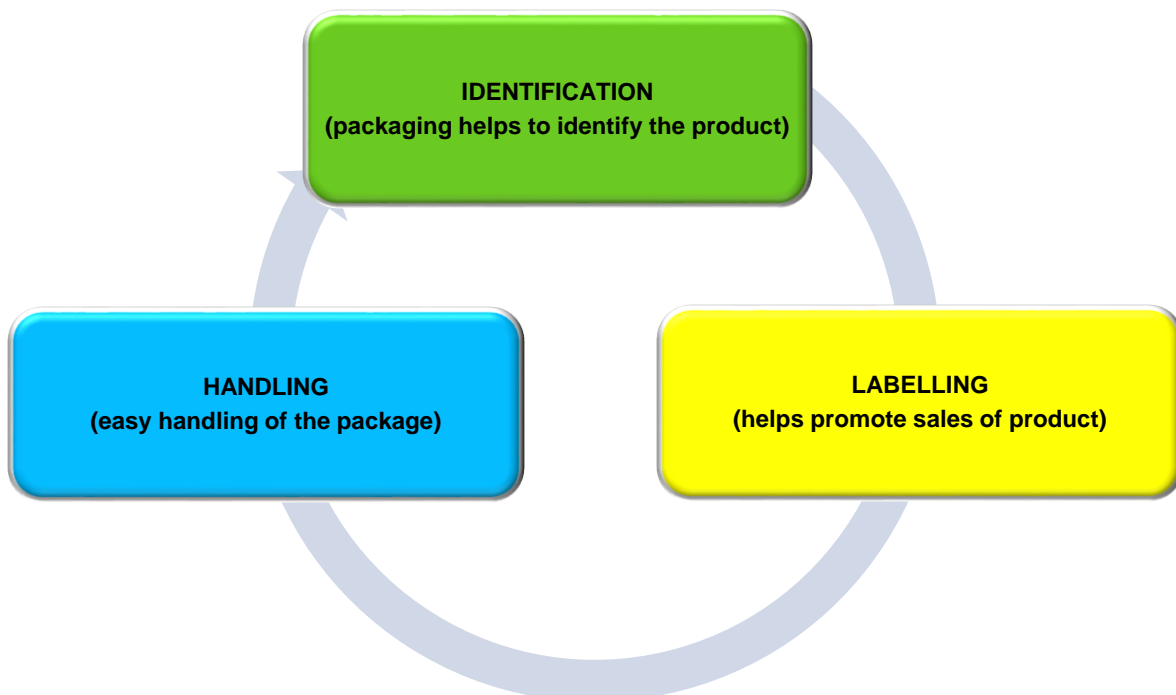 IDENTIFICATION
(packaging helps to identify the product)
HANDLING
(easy handling of the package)
LABELLING
(helps promote sales of product)